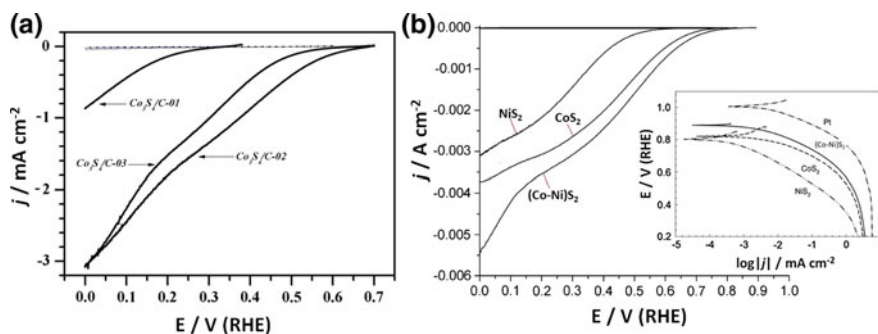 (a)
0
-1
-2
-3
j / mA cm⁻²
Co₃S₄/C-01
Co₃S₄/C-03
Co₃S₄/C-02
0.0 0.1 0.2 0.3 0.4 0.5 0.6 0.7
E / V (RHE)
(b)
0.000
-0.001
-0.002
-0.003
-0.004
-0.005
-0.006
j / A cm⁻²
NiS₂
CoS₂
(Co-Ni)S₂
0.0 0.1 0.2 0.3 0.4 0.5 0.6 0.7 0.8 0.9 1.0
E / V (RHE)
1.0
0.8
0.6
0.4
0.2
E / V (RHE)
Pt
(Co-Ni)S₂
CoS₂
NiS₂
-5 -4 -3 -2 -1 0
log|j| / mA cm⁻²